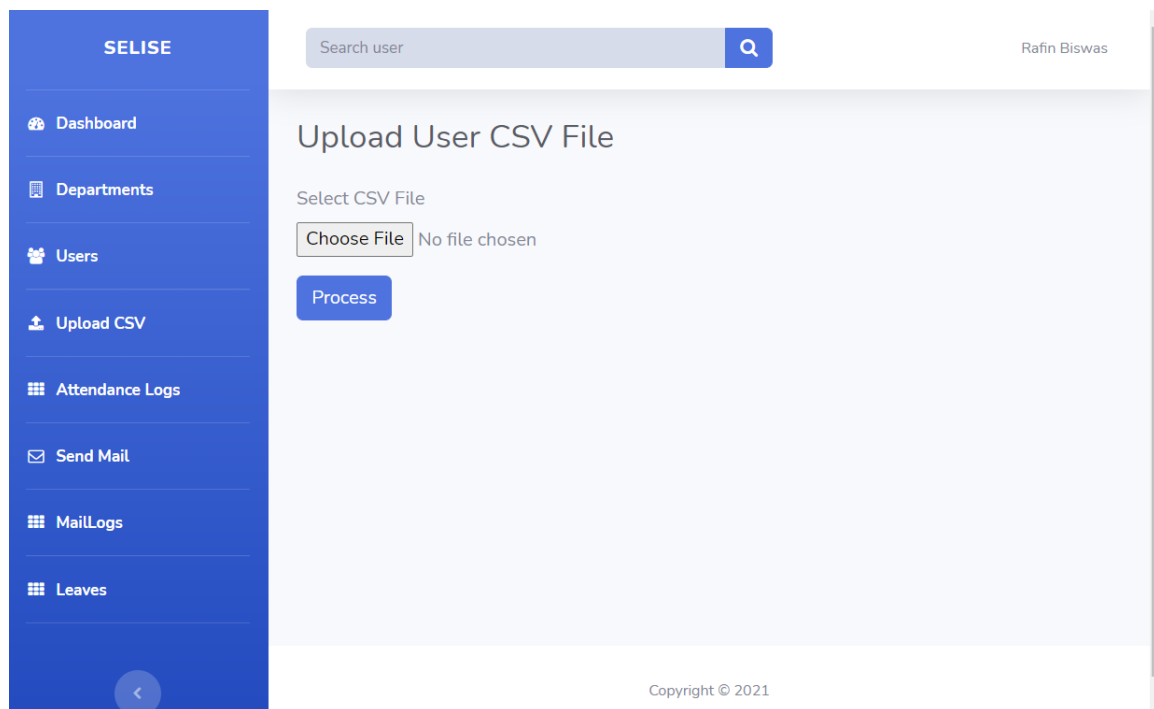 SELISE
Dashboard
Departments
Users
Upload CSV
Attendance Logs
Send Mail
MailLogs
Leaves
Search user
Rafin Biswas
Upload User CSV File
Select CSV File
Choose File No file chosen
Process
Copyright © 2021